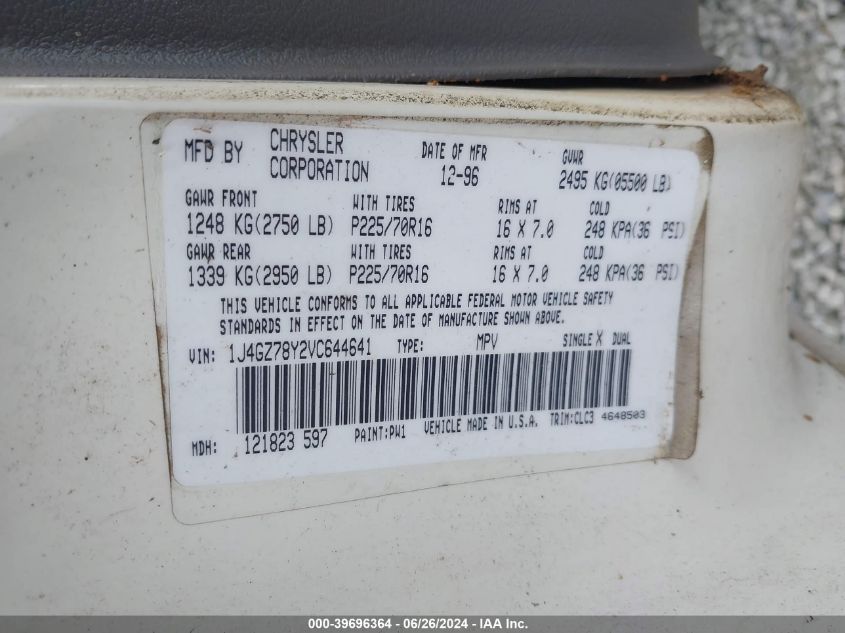 MFD BY CHRYSLER CORPORATION DATE OF MFR 12-96 GVWR 2495 KG(05500 LB)
GAWR FRONT WITH TIRES RIMS AT COLD
1248 KG(2750 LB) P225/70R16 16 X 7.0 248 KPA(36 PSI)
GAWR REAR WITH TIRES RIMS AT COLD
1339 KG(2950 LB) P225/70R16 16 X 7.0 248 KPA(36 PSI)
THIS VEHICLE CONFORMS TO ALL APPLICABLE FEDERAL MOTOR VEHICLE SAFETY
STANDARDS IN EFFECT ON THE DATE OF MANUFACTURE SHOWN ABOVE.
VIN: 1J4GZ78Y2VC644641 TYPE: MPV SINGLE X DUAL
MDH: 121823 597 PAINT:PW1 VEHICLE MADE IN U.S.A. TRIM:CLC3 4648503
000-39696364 / 06/26/2024 / IAA Inc.